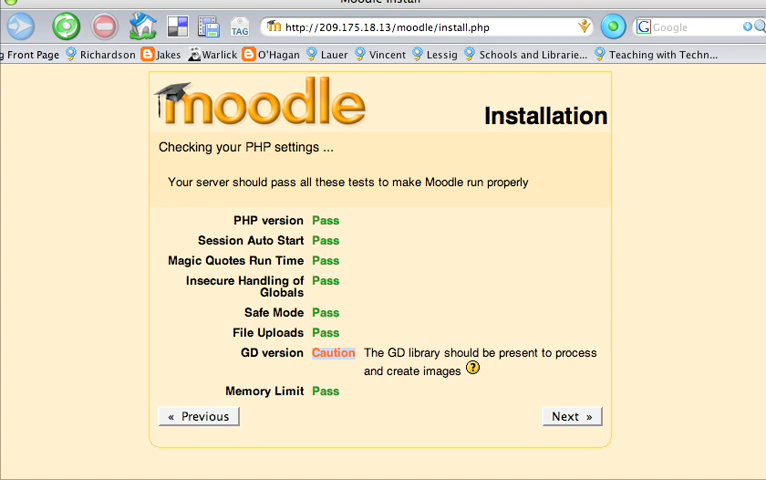 Moodle Install
TAG
http://209.175.18.13/moodle/install.php
Google
g Front Page Richardson Jakes Warlick O'Hagan Lauer Vincent Lessig Schools and Librarie... Teaching with Techn...
moodle
Installation
Checking your PHP settings ...
Your server should pass all these tests to make Moodle run properly
PHP version Pass
Session Auto Start Pass
Magic Quotes Run Time Pass
Insecure Handling of Pass
Globals
Safe Mode Pass
File Uploads Pass
GD version Caution The GD library should be present to process
and create images ?
Memory Limit Pass
« Previous
Next »